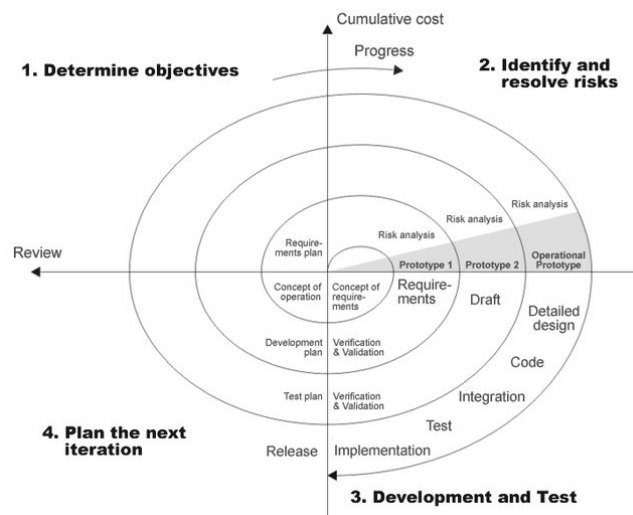 Cumulative cost
Progress
1. Determine objectives
2. Identify and
resolve risks
Risk analysis
Risk analysis
Risk analysis
Require-
ments plan
Review
Prototype 1
Prototype 2
Operational
Prototype
Concept of
operation
Concept of
require-
ments
Require-
ments
Draft
Detailed
design
Development
plan
Verification
& Validation
Code
Test plan
Verification
& Validation
Integration
Test
4. Plan the next
iteration
Release
Implementation
3. Development and Test